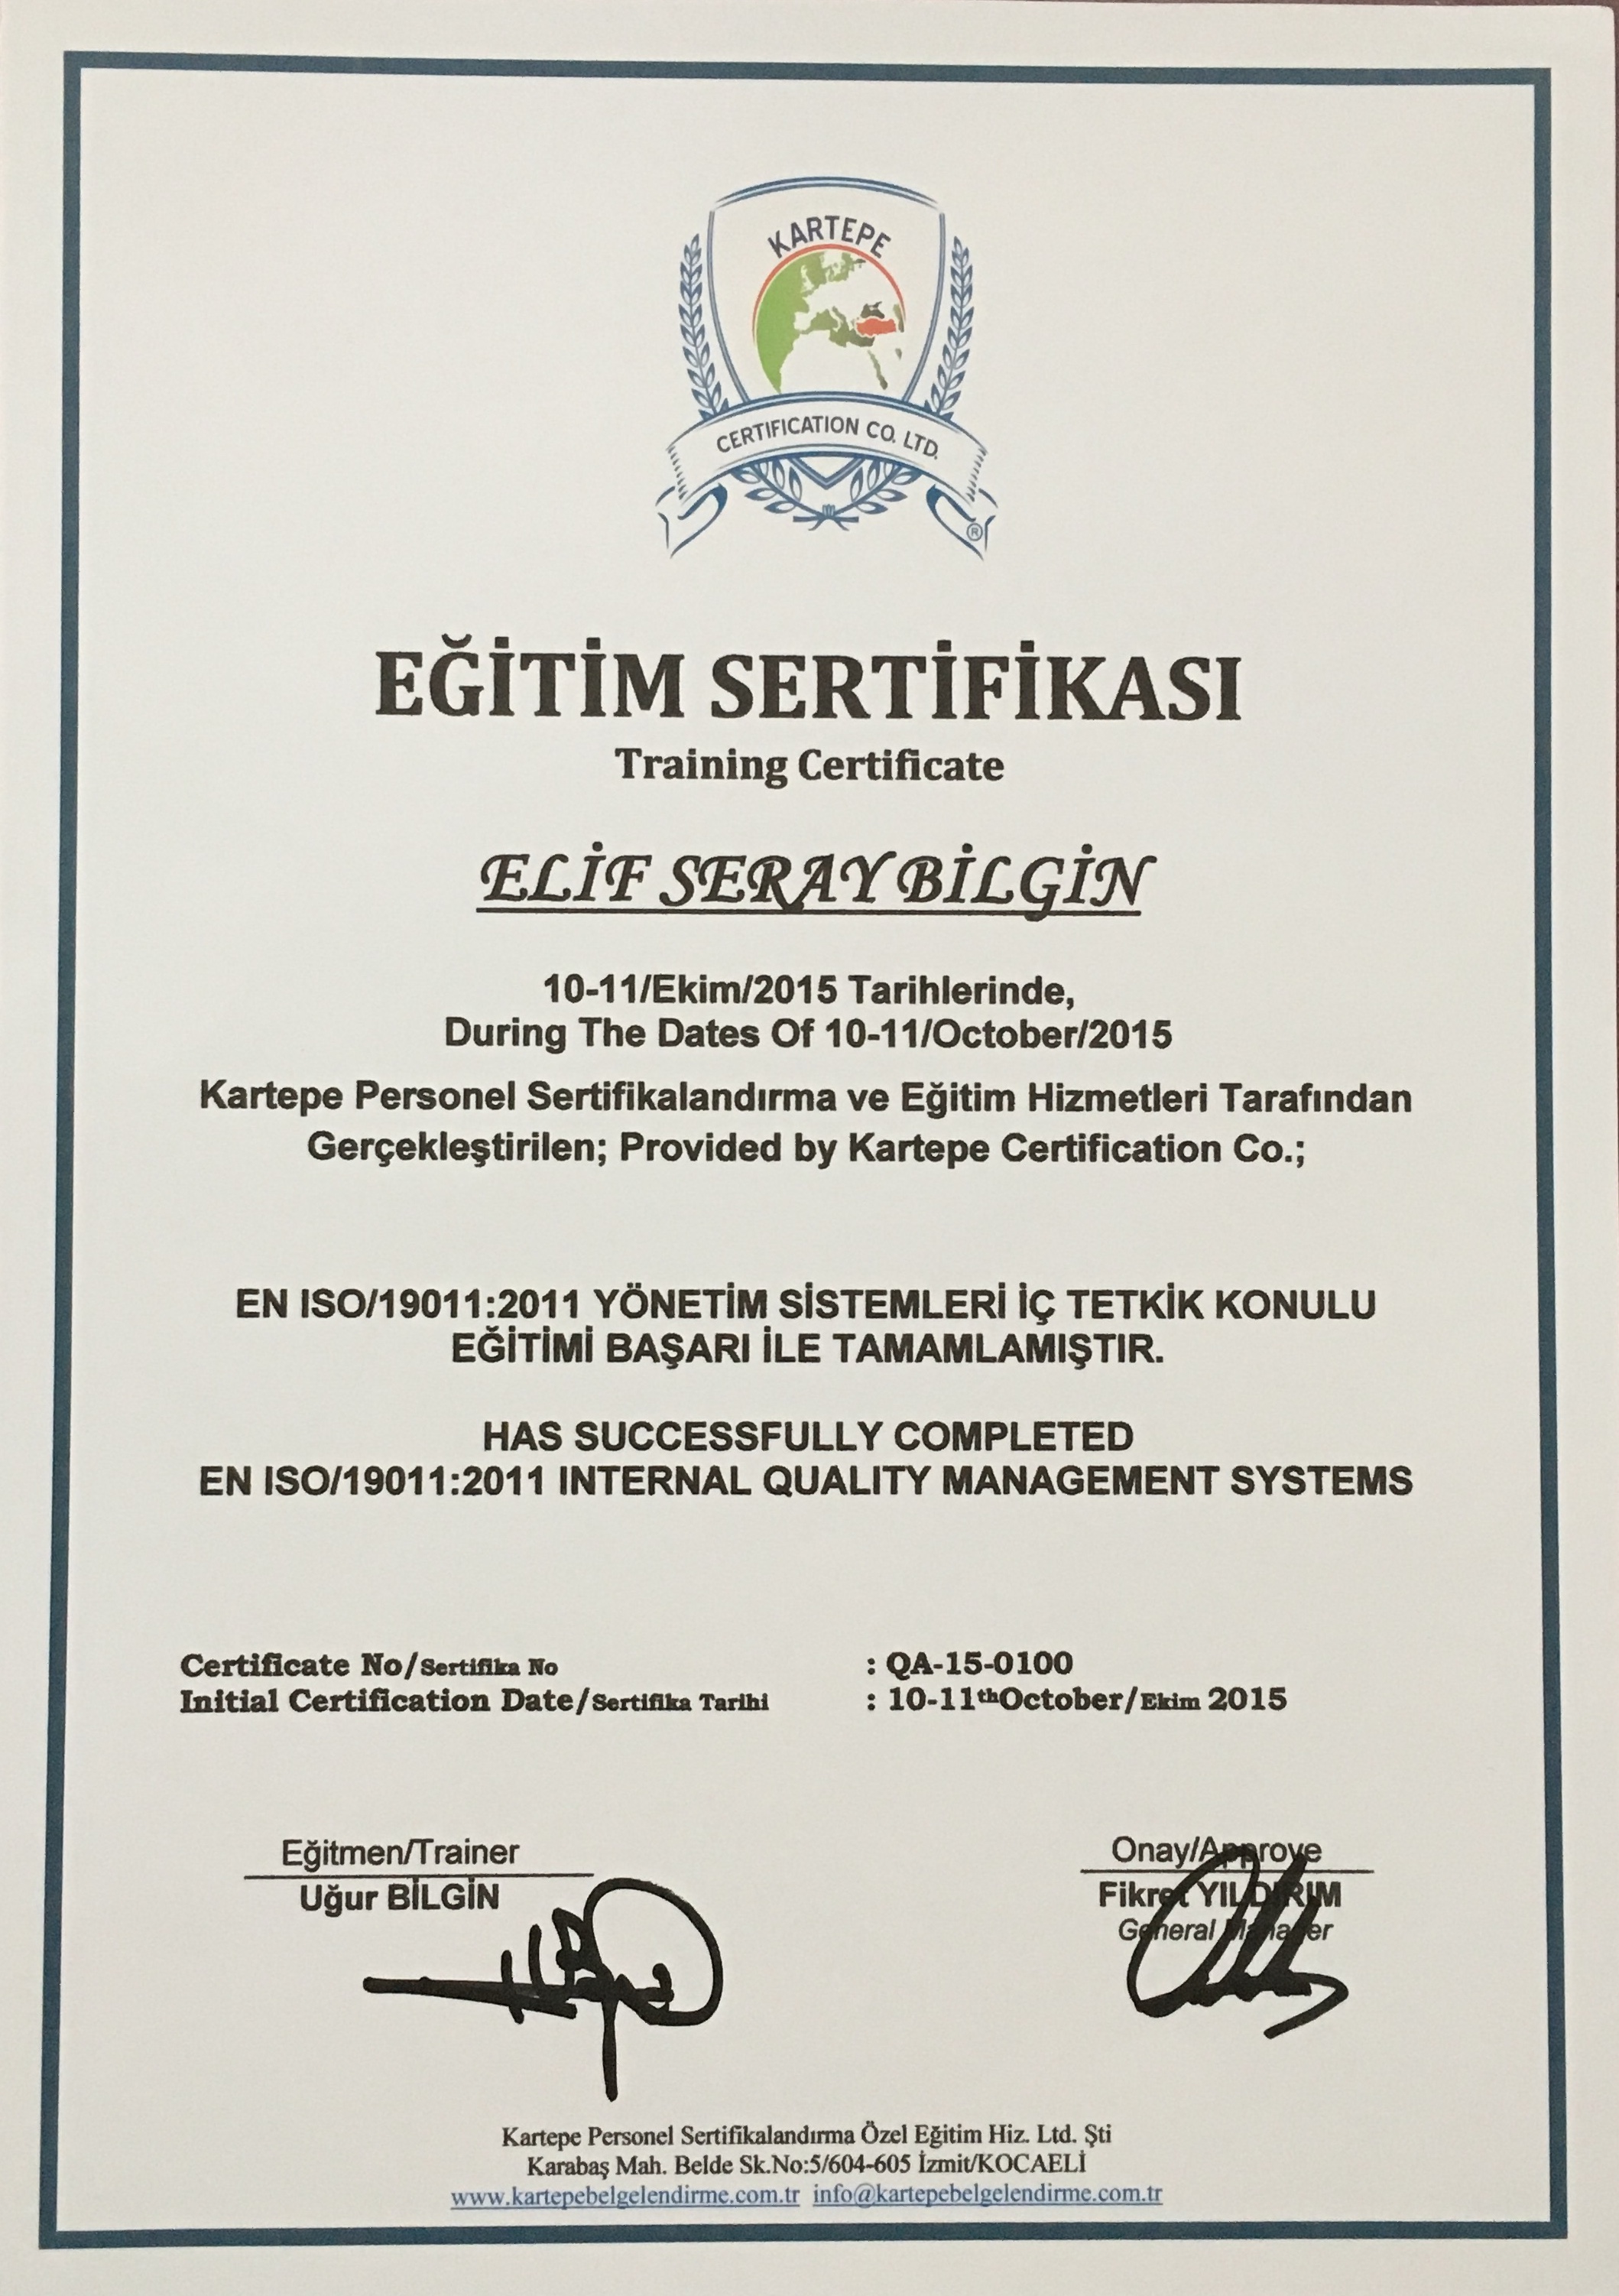 KARTEPE
CERTIFICATION CO. LTD.
®
EĞİTİM SERTİFİKASI
Training Certificate
ELİF SERAY BİLGİN
10-11/Ekim/2015 Tarihlerinde,
During The Dates Of 10-11/October/2015
Kartepe Personel Sertifikalandırma ve Eğitim Hizmetleri Tarafından
Gerçekleştirilen; Provided by Kartepe Certification Co.;
EN ISO/19011:2011 YÖNETİM SİSTEMLERİ İÇ TETKİK KONULU
EĞİTİMİ BAŞARI İLE TAMAMLAMIŞTIR.
HAS SUCCESSFULLY COMPLETED
EN ISO/19011:2011 INTERNAL QUALITY MANAGEMENT SYSTEMS
Certificate No/Sertifika No : QA-15-0100
Initial Certification Date/Sertifika Tarihi : 10-11thOctober/Ekim 2015
Eğitmen/Trainer
Uğur BİLGİN
Onay/Approve
Fikret YILDIRIM
General Manager
Kartepe Personel Sertifikalandırma Özel Eğitim Hiz. Ltd. Şti
Karabaş Mah. Belde Sk.No:5/604-605 İzmit/KOCAELİ
www.kartepebelgelendirme.com.tr info@kartepebelgelendirme.com.tr